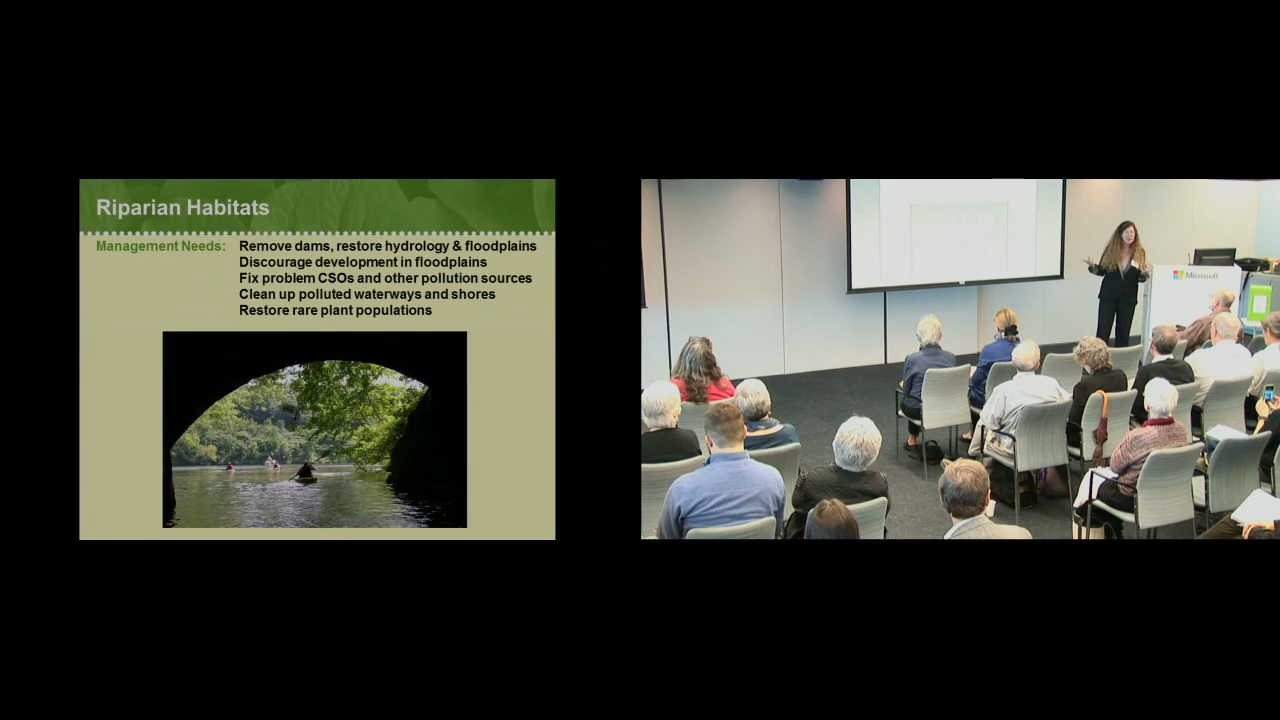 Riparian Habitats
Management Needs: Remove dams, restore hydrology & floodplains
Discourage development in floodplains
Fix problem CSOs and other pollution sources
Clean up polluted waterways and shores
Restore rare plant populations
Microsoft